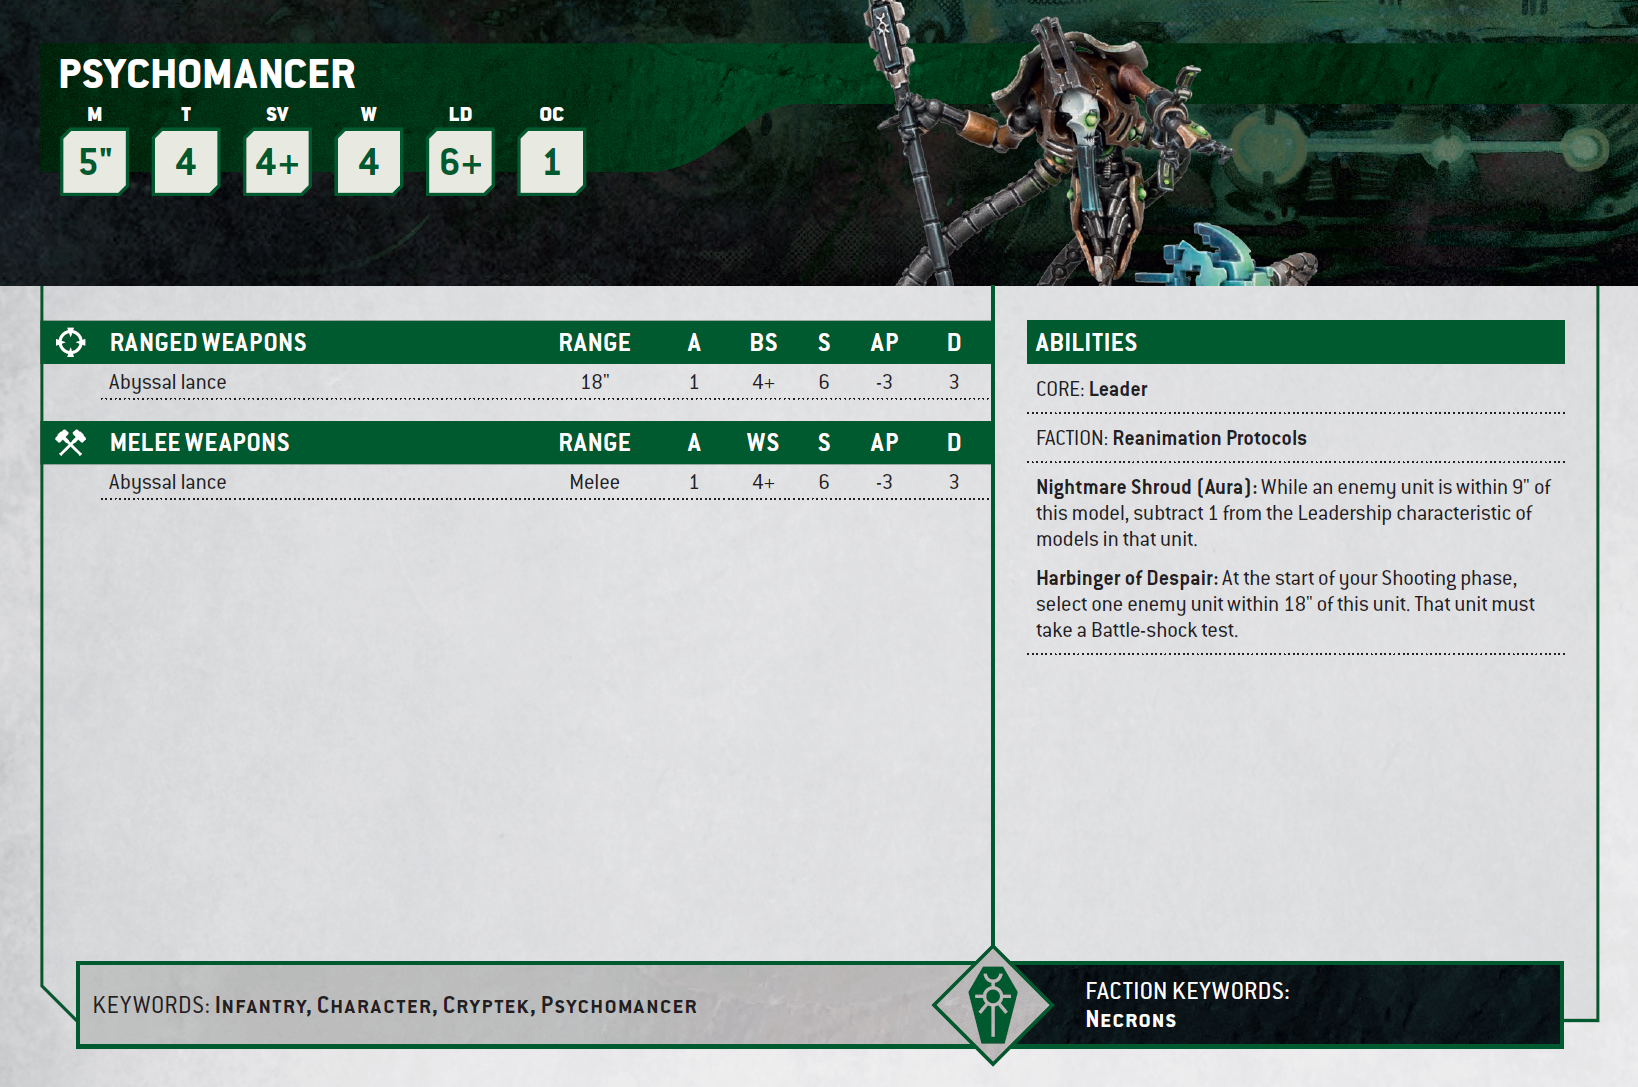 PSYCHOMANCER
M T SV W LD OC
5" 4 4+ 4 6+ 1
RANGED WEAPONS RANGE A BS S AP D
Abyssal lance 18" 1 4+ 6 -3 3
MELEE WEAPONS RANGE A WS S AP D
Abyssal lance Melee 1 4+ 6 -3 3
ABILITIES
CORE: Leader
FACTION: Reanimation Protocols
Nightmare Shroud (Aura): While an enemy unit is within 9" of
this model, subtract 1 from the Leadership characteristic of
models in that unit.
Harbinger of Despair: At the start of your Shooting phase,
select one enemy unit within 18" of this unit. That unit must
take a Battle-shock test.
KEYWORDS: INFANTRY, CHARACTER, CRYPTEK, PSYCHOMANCER
FACTION KEYWORDS:
NECRONS